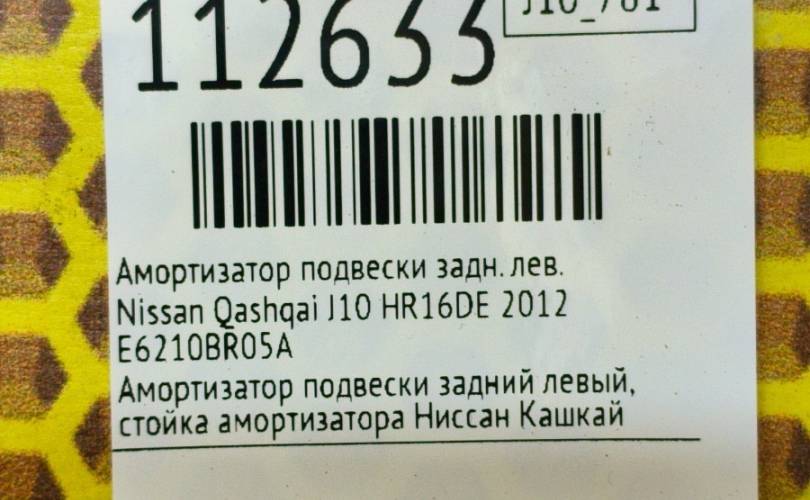 112633
J10_781
Амортизатор подвески задн. лев.
Nissan Qashqai J10 HR16DE 2012
E6210BR05A
Амортизатор подвески задний левый,
стойка амортизатора Ниссан Кашкай